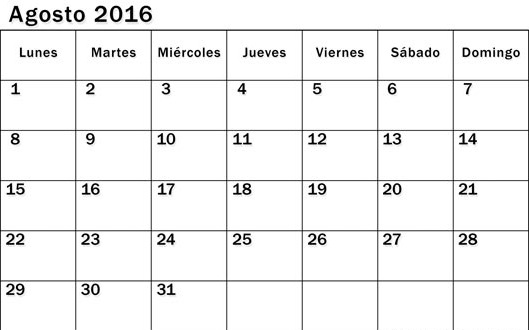 Agosto 2016
Lunes Martes Miércoles Jueves Viernes Sábado Domingo
1 2 3 4 5 6 7
8 9 10 11 12 13 14
15 16 17 18 19 20 21
22 23 24 25 26 27 28
29 30 31